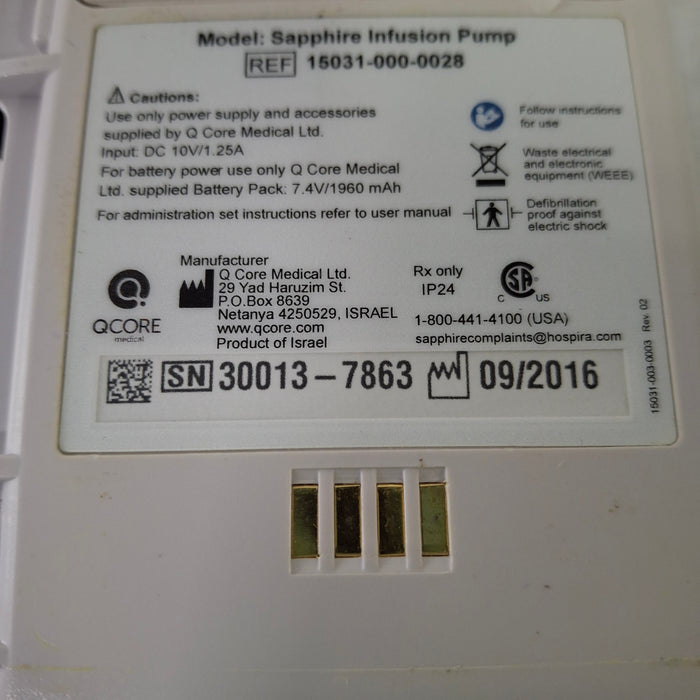 Model: Sapphire Infusion Pump
REF 15031-000-0028
Cautions:
Use only power supply and accessories
supplied by Q Core Medical Ltd.
Input: DC 10V/1.25A
For battery power use only Q Core Medical
Ltd. supplied Battery Pack: 7.4V/1960 mAh
For administration set instructions refer to user manual
Follow instructions
for use
Waste electrical
and electronic
equipment (WEEE)
Defibrillation
proof against
electric shock
QCORE
medical
Manufacturer
Q Core Medical Ltd.
29 Yad Haruzim St.
P.O.Box 8639
Netanya 4250529, ISRAEL
www.qcore.com
Product of Israel
Rx only
IP24
CSA
C US
1-800-441-4100 (USA)
sapphirecomplaints@hospira.com
SN 30013-7863 09/2016
15031-003-0003 Rev. 02